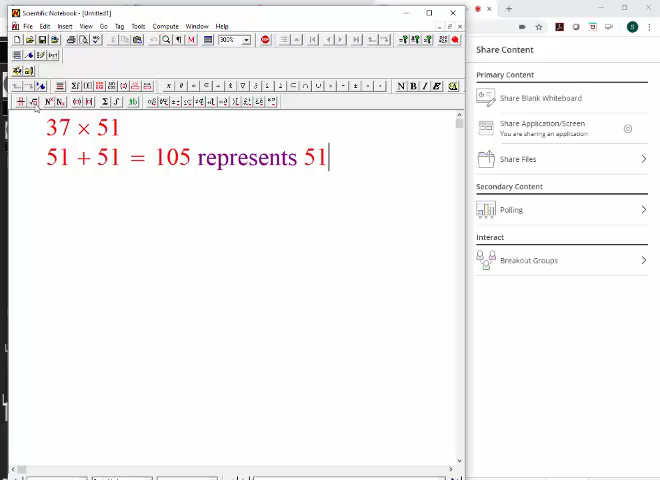 Scientific Notebook - [Untitled1]
File Edit Insert View Go Tag Tools Compute Window Help
300%
N B I E
37 × 51
51 + 51 = 105 represents 51
Share Content
Primary Content
Share Blank Whiteboard
Share Application/Screen
You are sharing an application
Share Files
Secondary Content
Polling
Interact
Breakout Groups